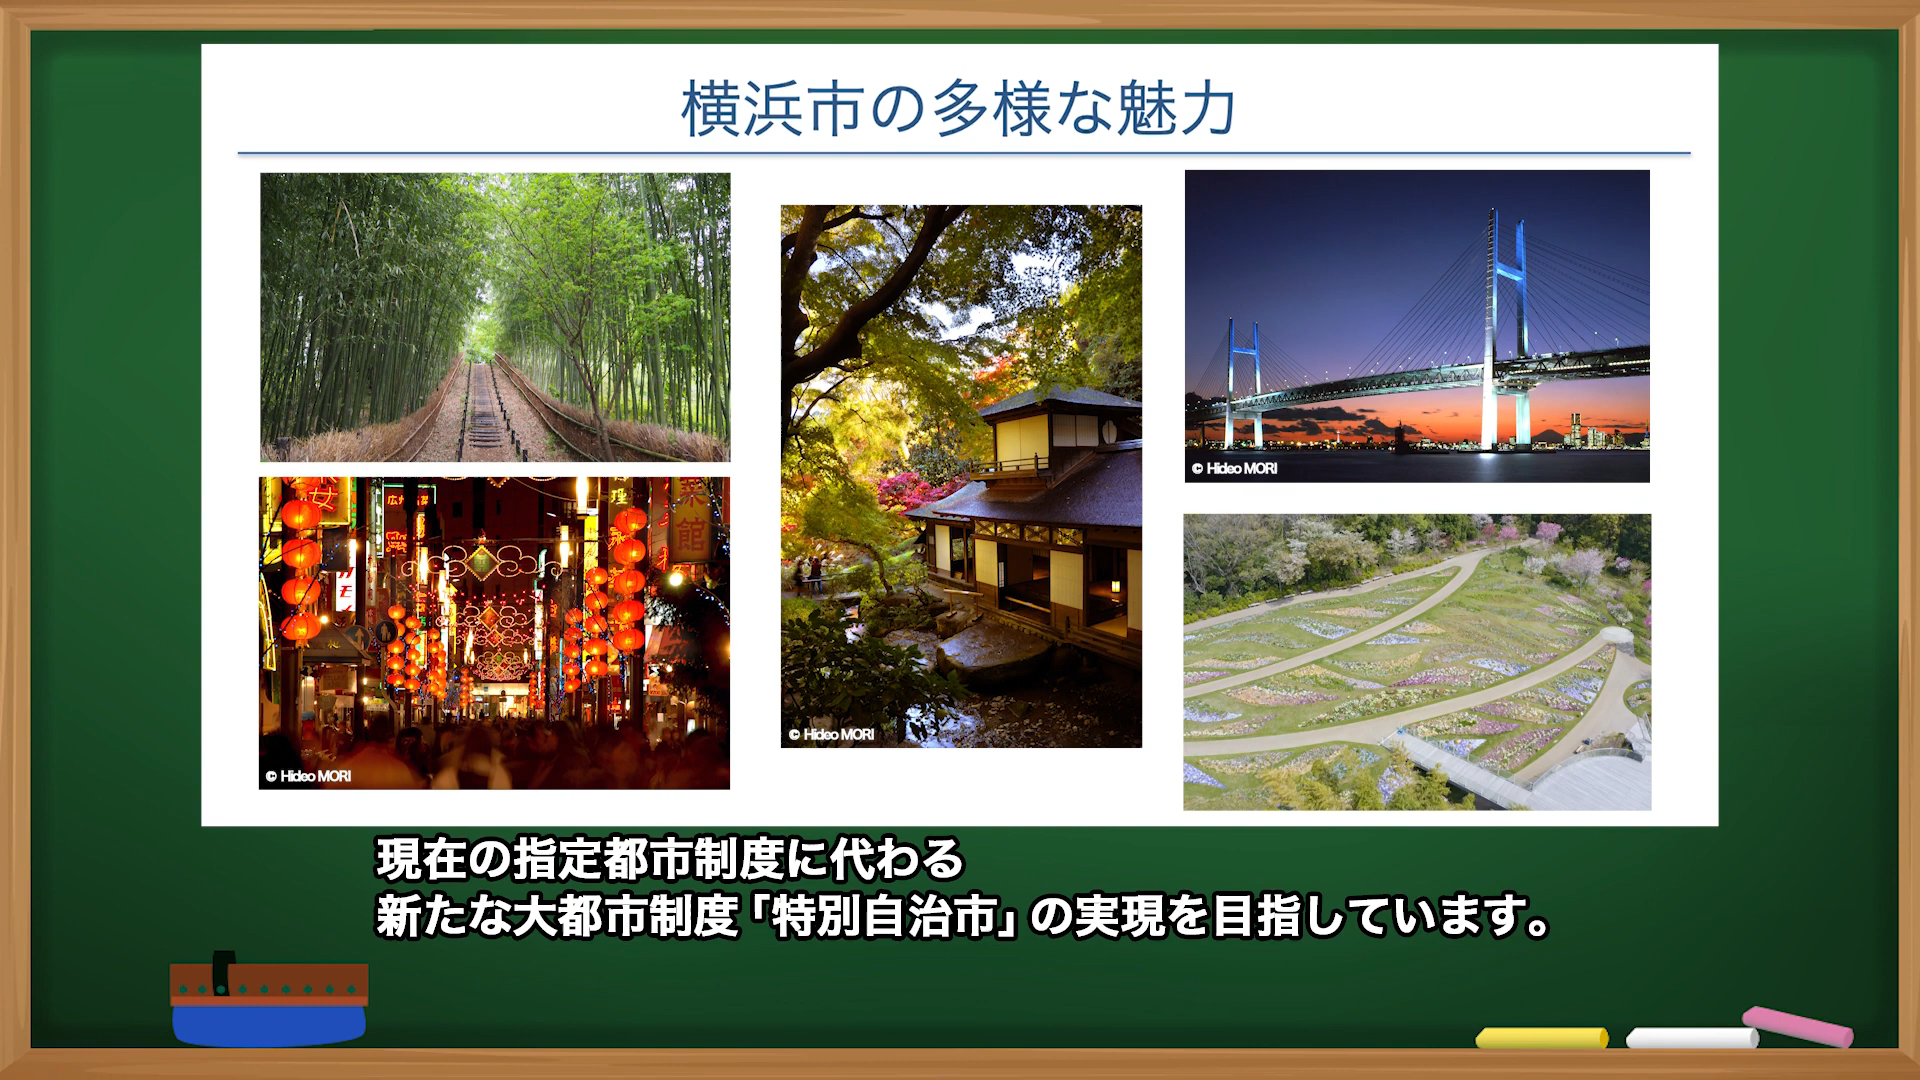 横浜市の多様な魅力
© Hideo MORI
© Hideo MORI
© Hideo MORI
現在の指定都市制度に代わる
新たな大都市制度「特別自治市」の実現を目指しています。